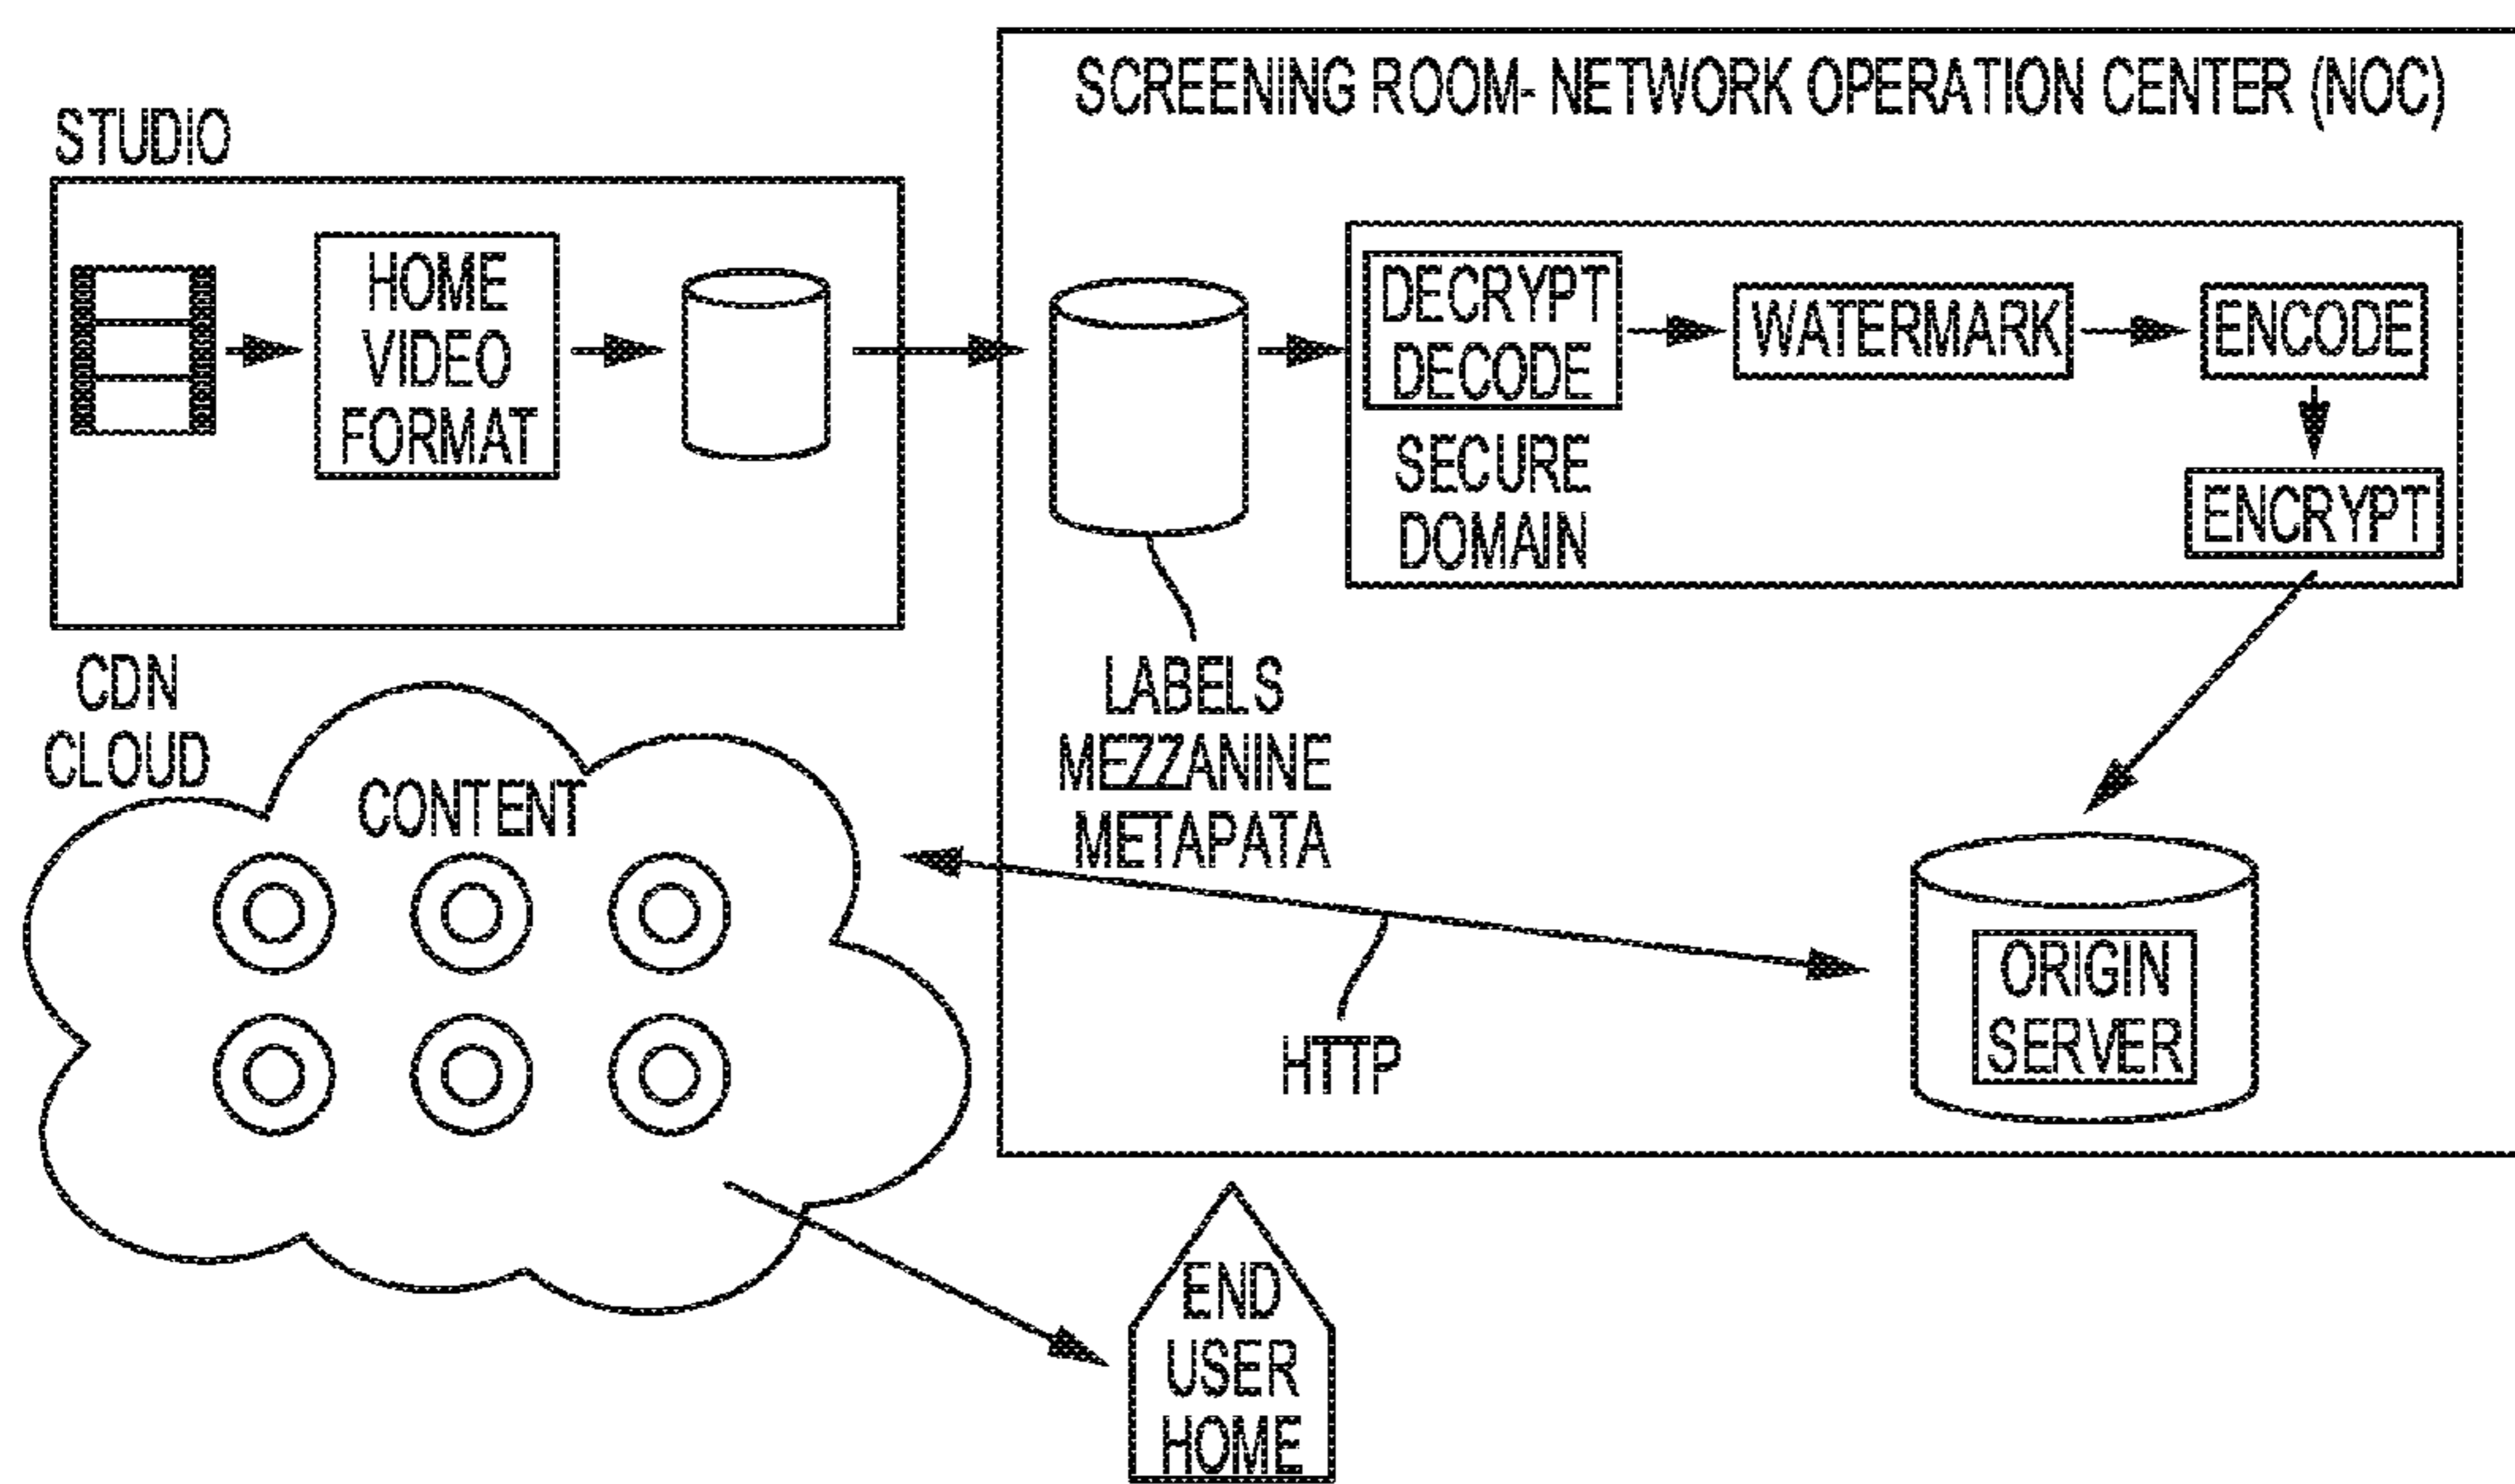 SCREENING ROOM- NETWORK OPERATION CENTER (NOC)
STUDIO
HOME
VIDEO
FORMAT
DECRYPT
DECODE
WATERMARK
ENCODE
SECURE
DOMAIN
ENCRYPT
LABELS
MEZZANINE
METAPATA
CDN
CLOUD
CONTENT
HTTP
ORIGIN
SERVER
END
USER
HOME